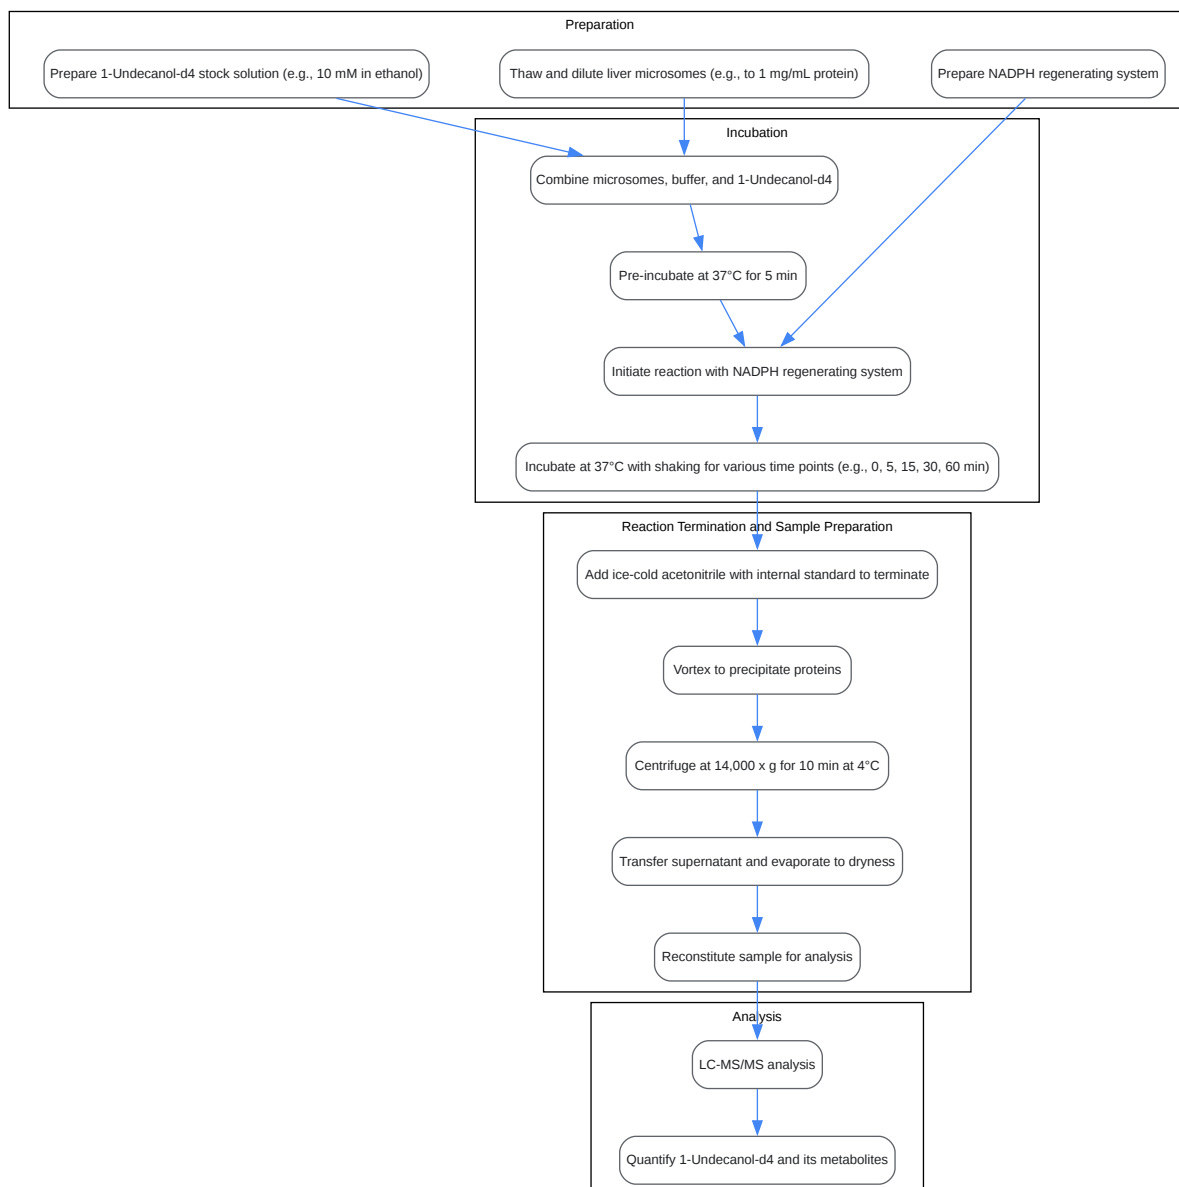 Preparation
Prepare 1-Undecanol-d4 stock solution (e.g., 10 mM in ethanol)
Thaw and dilute liver microsomes (e.g., to 1 mg/mL protein)
Prepare NADPH regenerating system
Incubation
Combine microsomes, buffer, and 1-Undecanol-d4
Pre-incubate at 37°C for 5 min
Initiate reaction with NADPH regenerating system
Incubate at 37°C with shaking for various time points (e.g., 0, 5, 15, 30, 60 min)
Reaction Termination and Sample Preparation
Add ice-cold acetonitrile with internal standard to terminate
Vortex to precipitate proteins
Centrifuge at 14,000 x g for 10 min at 4°C
Transfer supernatant and evaporate to dryness
Reconstitute sample for analysis
Analysis
LC-MS/MS analysis
Quantify 1-Undecanol-d4 and its metabolites